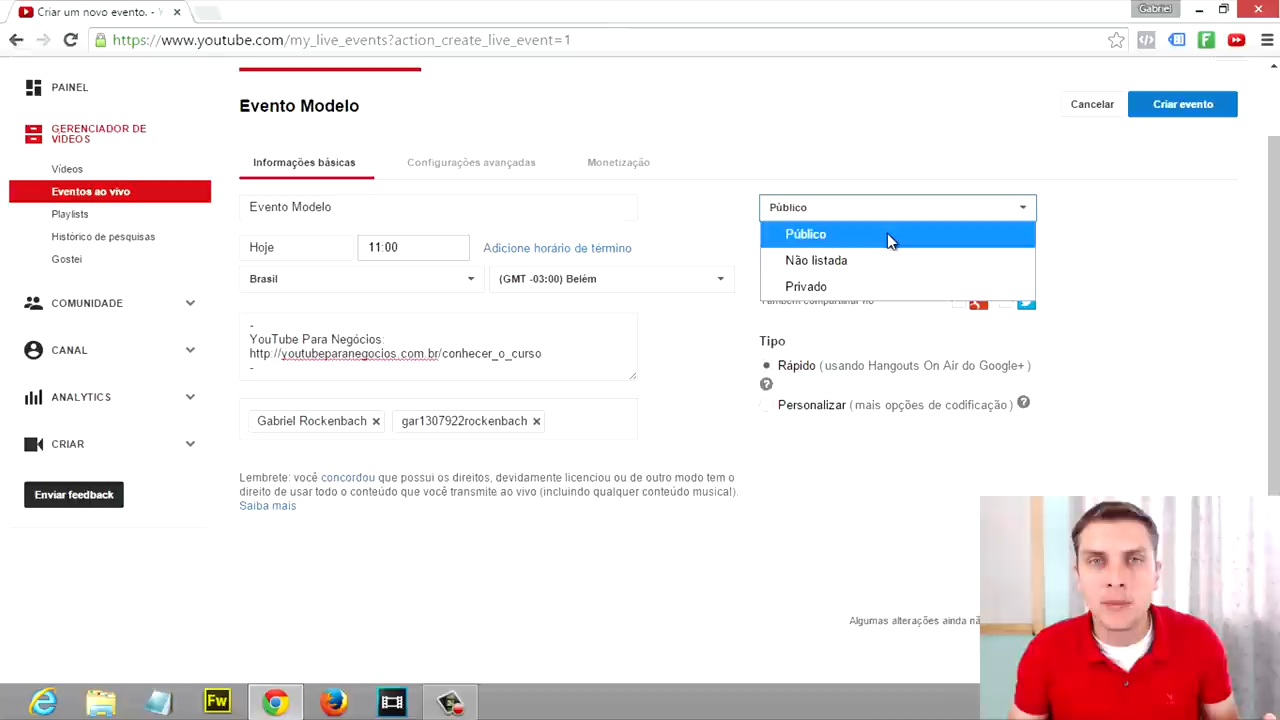 Criar um novo evento. - Y
Gabriel
https://www.youtube.com/my_live_events?action_create_live_event=1
PAINEL
GERENCIADOR DE
VÍDEOS
Vídeos
Eventos ao vivo
Playlists
Histórico de pesquisas
Gostei
COMUNIDADE
CANAL
ANALYTICS
CRIAR
Enviar feedback
Evento Modelo
Cancelar
Criar evento
Informações básicas
Configurações avançadas
Monetização
Evento Modelo
Hoje
11:00
Adicione horário de término
Brasil
(GMT -03:00) Belém
-
YouTube Para Negócios:
http://youtubeparanegocios.com.br/conhecer_o_curso
-
Gabriel Rockenbach ×
gar1307922rockenbach ×
Lembrete: você concordou que possui os direitos, devidamente licenciou ou de outro modo tem o
direito de usar todo o conteúdo que você transmite ao vivo (incluindo qualquer conteúdo musical).
Saiba mais
Público
Público
Não listada
Privado
Também compartilhar no
Tipo
Rápido (usando Hangouts On Air do Google+ )
?
Personalizar (mais opções de codificação) ?
Algumas alterações ainda
Fw